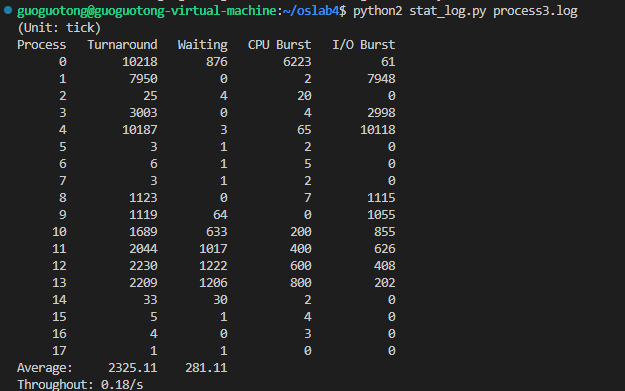 guoguotong@guoguotong-virtual-machine:~/oslab4$ python2 stat_log.py process3.log
(Unit: tick)
Process   Turnaround   Waiting   CPU Burst   I/O Burst
      0        10218       876        6223          61
      1         7950         0           2        7948
      2           25         4          20           0
      3         3003         0           4        2998
      4        10187         3          65       10118
      5            3         1           2           0
      6            6         1           5           0
      7            3         1           2           0
      8         1123         0           7        1115
      9         1119        64           0        1055
     10         1689       633         200         855
     11         2044      1017         400         626
     12         2230      1222         600         408
     13         2209      1206         800         202
     14           33        30           2           0
     15            5         1           4           0
     16            4         0           3           0
     17            1         1           0           0
Average:     2325.11    281.11
Throughout: 0.18/s